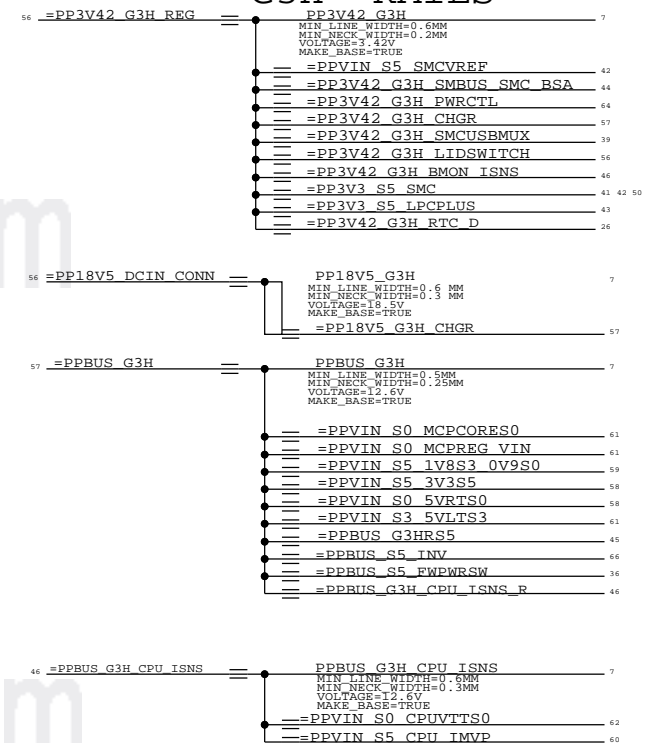 G3H RAILS
56 =PP3V42_G3H_REG PP3V42_G3H 7
MIN_LINE_WIDTH=0.6MM
MIN_NECK_WIDTH=0.2MM
VOLTAGE=3.42V
MAKE_BASE=TRUE
=PPVIN_S5_SMCVREF 42
=PP3V42_G3H_SMBUS_SMC_BSA 44
=PP3V42_G3H_PWRCTL 64
=PP3V42_G3H_CHGR 57
=PP3V42_G3H_SMCUSBMUX 39
=PP3V42_G3H_LIDSWITCH 56
=PP3V42_G3H_BMON_ISNS 46
=PP3V3_S5_SMC 41 42 50
=PP3V3_S5_LPCPLUS 43
=PP3V42_G3H_RTC_D 26
56 =PP18V5_DCIN_CONN PP18V5_G3H 7
MIN_LINE_WIDTH=0.6 MM
MIN_NECK_WIDTH=0.3 MM
VOLTAGE=18.5V
MAKE_BASE=TRUE
=PP18V5_G3H_CHGR 57
57 =PPBUS_G3H PPBUS_G3H 7
MIN_LINE_WIDTH=0.5MM
MIN_NECK_WIDTH=0.25MM
VOLTAGE=12.6V
MAKE_BASE=TRUE
=PPVIN_S0_MCPCORES0 61
=PPVIN_S0_MCPREG_VIN 61
=PPVIN_S5_1V8S3_0V9S0 59
=PPVIN_S5_3V3S5 58
=PPVIN_S0_5VRTS0 58
=PPVIN_S3_5VLTS3 61
=PPBUS_G3HRS5 45
=PPBUS_S5_INV 66
=PPBUS_S5_FWPWRSW 36
=PPBUS_G3H_CPU_ISNS_R 46
46 =PPBUS_G3H_CPU_ISNS PPBUS_G3H_CPU_ISNS 7
MIN_LINE_WIDTH=0.6MM
MIN_NECK_WIDTH=0.3MM
VOLTAGE=12.6V
MAKE_BASE=TRUE
=PPVIN_S0_CPUVTTS0 62
=PPVIN_S5_CPU_IMVP 60